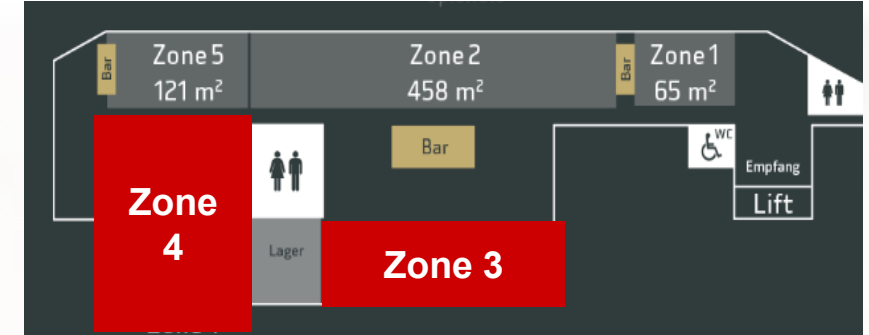 Zone 5
121 m²
Bar
Zone 2
458 m²
Bar
Zone 1
65 m²
Bar
WC
Empfang
Lift
Zone
4
Lager
Zone 3